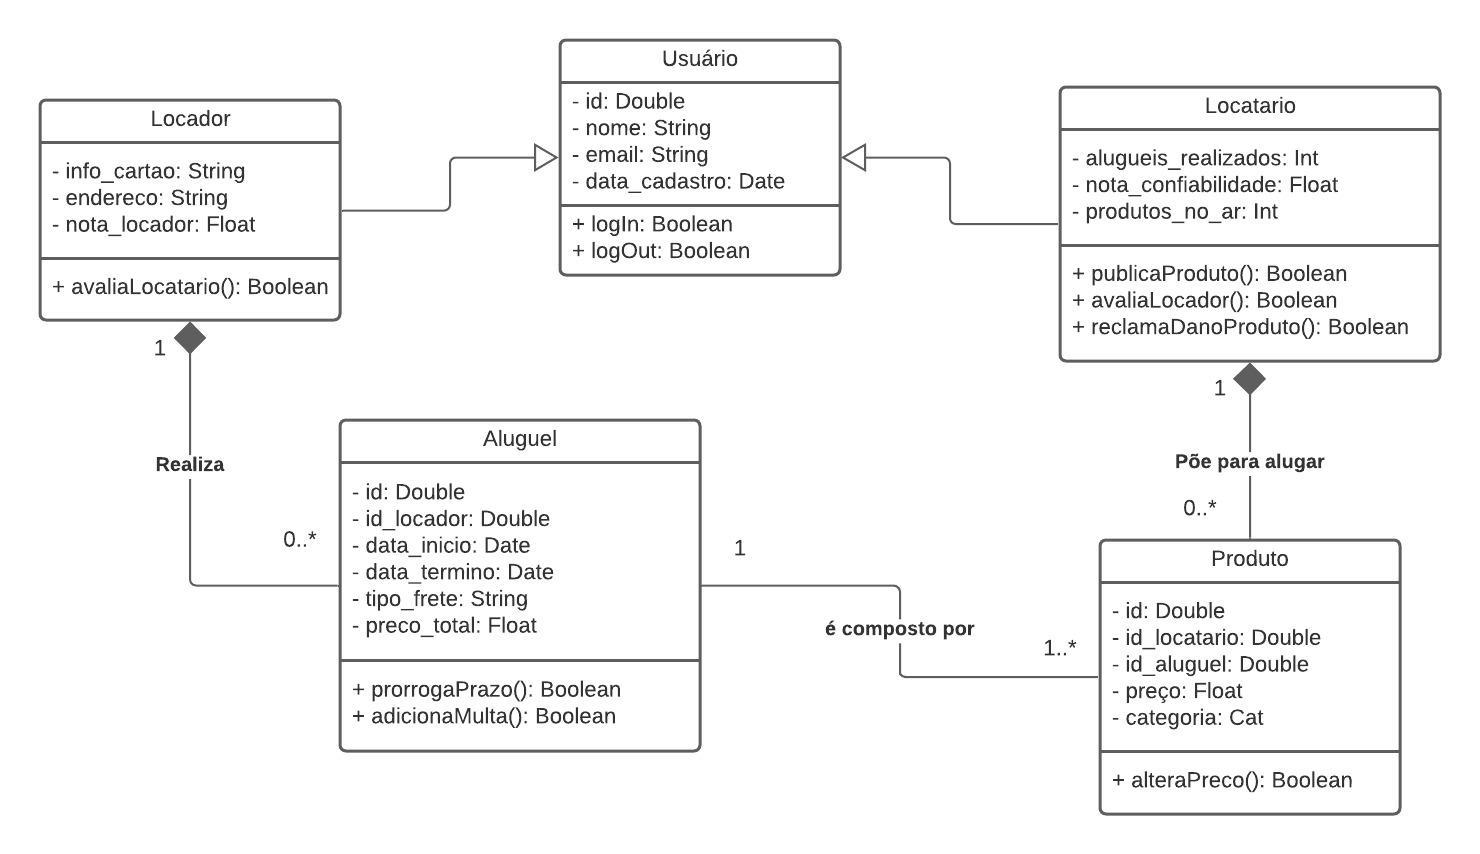 Usuário
- id: Double
- nome: String
- email: String
- data_cadastro: Date
+ logIn: Boolean
+ logOut: Boolean
Locador
- info_cartao: String
- endereco: String
- nota_locador: Float
+ avaliaLocatario(): Boolean
Locatario
- alugueis_realizados: Int
- nota_confiabilidade: Float
- produtos_no_ar: Int
+ publicaProduto(): Boolean
+ avaliaLocador(): Boolean
+ reclamaDanoProduto(): Boolean
1
Realiza
0..*
Aluguel
- id: Double
- id_locador: Double
- data_inicio: Date
- data_termino: Date
- tipo_frete: String
- preco_total: Float
+ prorrogaPrazo(): Boolean
+ adicionaMulta(): Boolean
1
é composto por
1..*
1
Põe para alugar
0..*
Produto
- id: Double
- id_locatario: Double
- id_aluguel: Double
- preço: Float
- categoria: Cat
+ alteraPreco(): Boolean